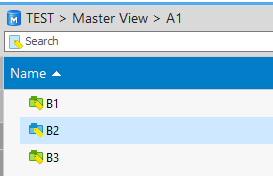 TEST > Master View > A1
Search
Name
B1
B2
B3